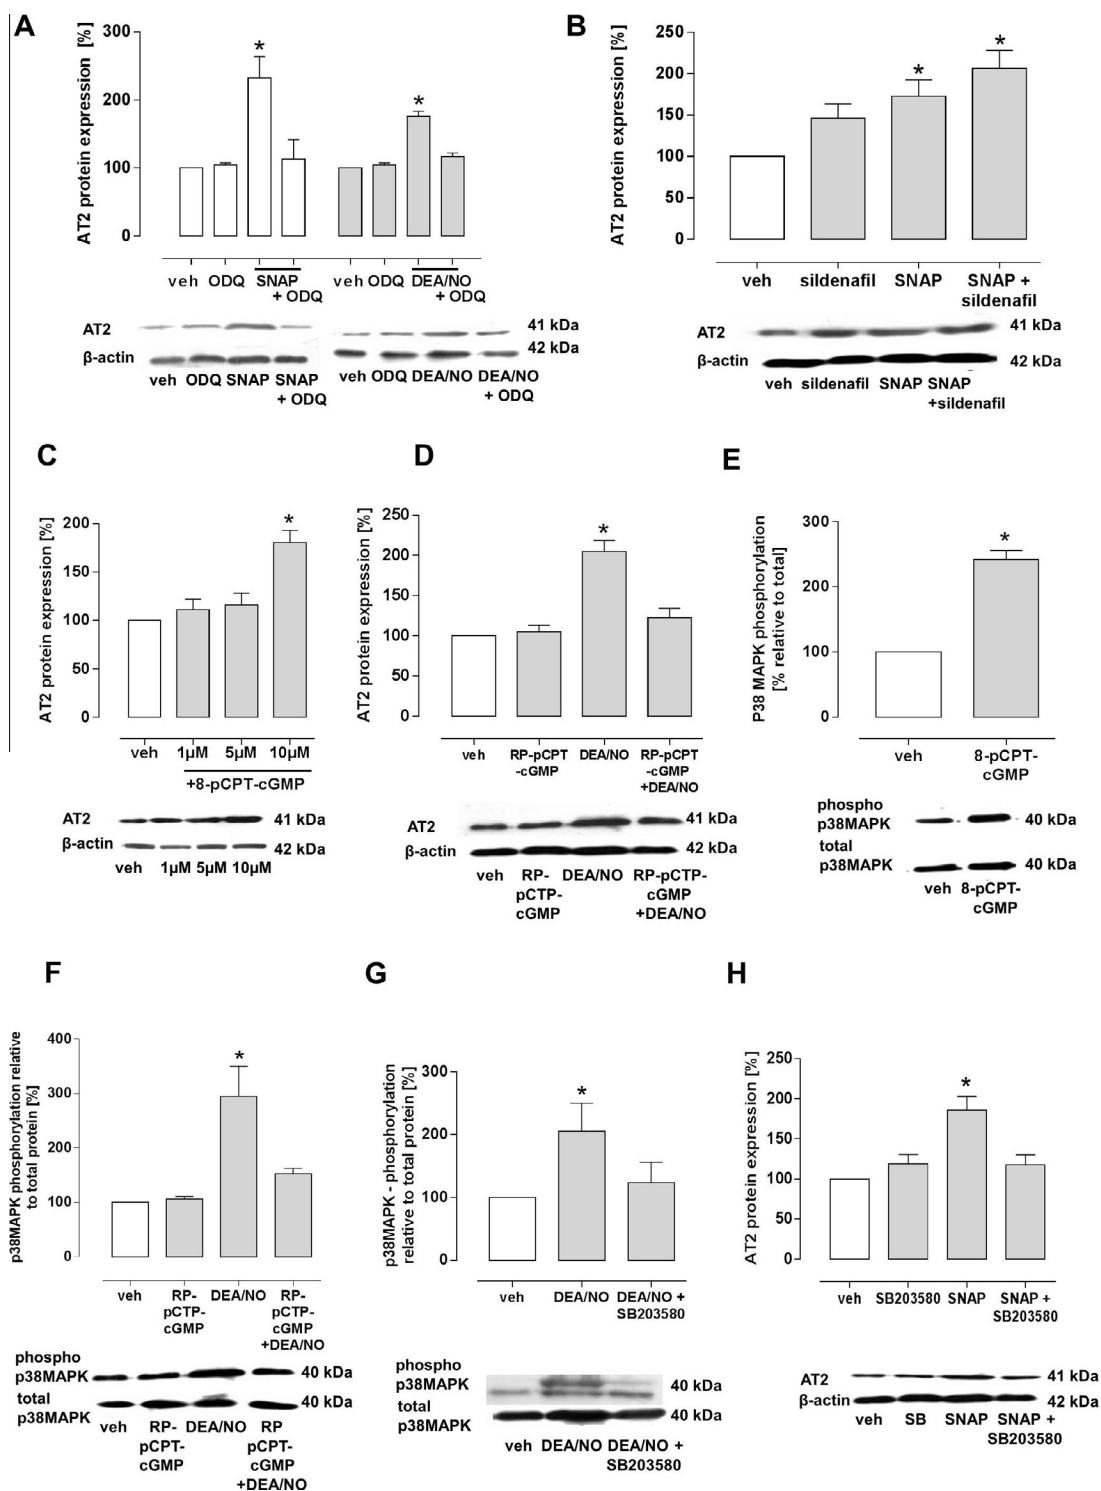 A
AT2 protein expression [%]
300
200
100
0
*
*
veh ODQ SNAP + ODQ
veh ODQ DEA/NO + ODQ
AT2
β-actin
41 kDa
42 kDa
veh ODQ SNAP SNAP + ODQ
veh ODQ DEA/NO DEA/NO + ODQ
B
AT2 protein expression [%]
250
200
150
100
50
0
*
*
veh sildenafil SNAP SNAP + sildenafil
AT2
41 kDa
β-actin
42 kDa
veh sildenafil SNAP SNAP +sildenafil
C
AT2 protein expression [%]
200
150
100
50
0
*
veh 1µM 5µM 10µM
+8-pCPT-cGMP
AT2
41 kDa
β-actin
42 kDa
veh 1µM 5µM 10µM
D
AT2 protein expression [%]
250
200
150
100
50
0
*
veh RP-pCPT -cGMP DEA/NO RP-pCPT -cGMP +DEA/NO
AT2
41 kDa
β-actin
42 kDa
veh RP- pCTP- cGMP DEA/NO RP-pCTP- cGMP +DEA/NO
E
P38 MAPK phosphorylation
[% relative to total]
300
200
100
0
*
veh 8-pCPT- cGMP
phospho
p38MAPK
40 kDa
total
p38MAPK
40 kDa
veh 8-pCPT- cGMP
F
p38MAPK phosphorylation relative
to total protein [%]
400
300
200
100
0
*
veh RP- pCTP- cGMP DEA/NO RP- pCTP- cGMP +DEA/NO
phospho
p38MAPK
40 kDa
total
p38MAPK
40 kDa
veh RP- pCPT- cGMP DEA/NO RP pCPT- cGMP +DEA/NO
G
p38MAPK - phosphorylation
relative to total protein [%]
300
200
100
0
*
veh DEA/NO DEA/NO + SB203580
phospho
p38MAPK
40 kDa
total
p38MAPK
40 kDa
veh DEA/NO DEA/NO + SB203580
H
AT2 protein expression [%]
250
200
150
100
50
0
*
veh SB203580 SNAP SNAP + SB203580
AT2
41 kDa
β-actin
42 kDa
veh SB SNAP SNAP + SB203580